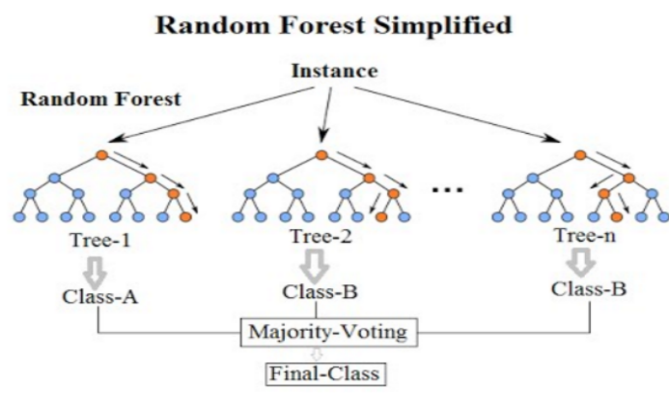 Random Forest Simplified
Instance
Random Forest
...
Tree-1
Tree-2
Tree-n
Class-A
Class-B
Class-B
Majority-Voting
Final-Class